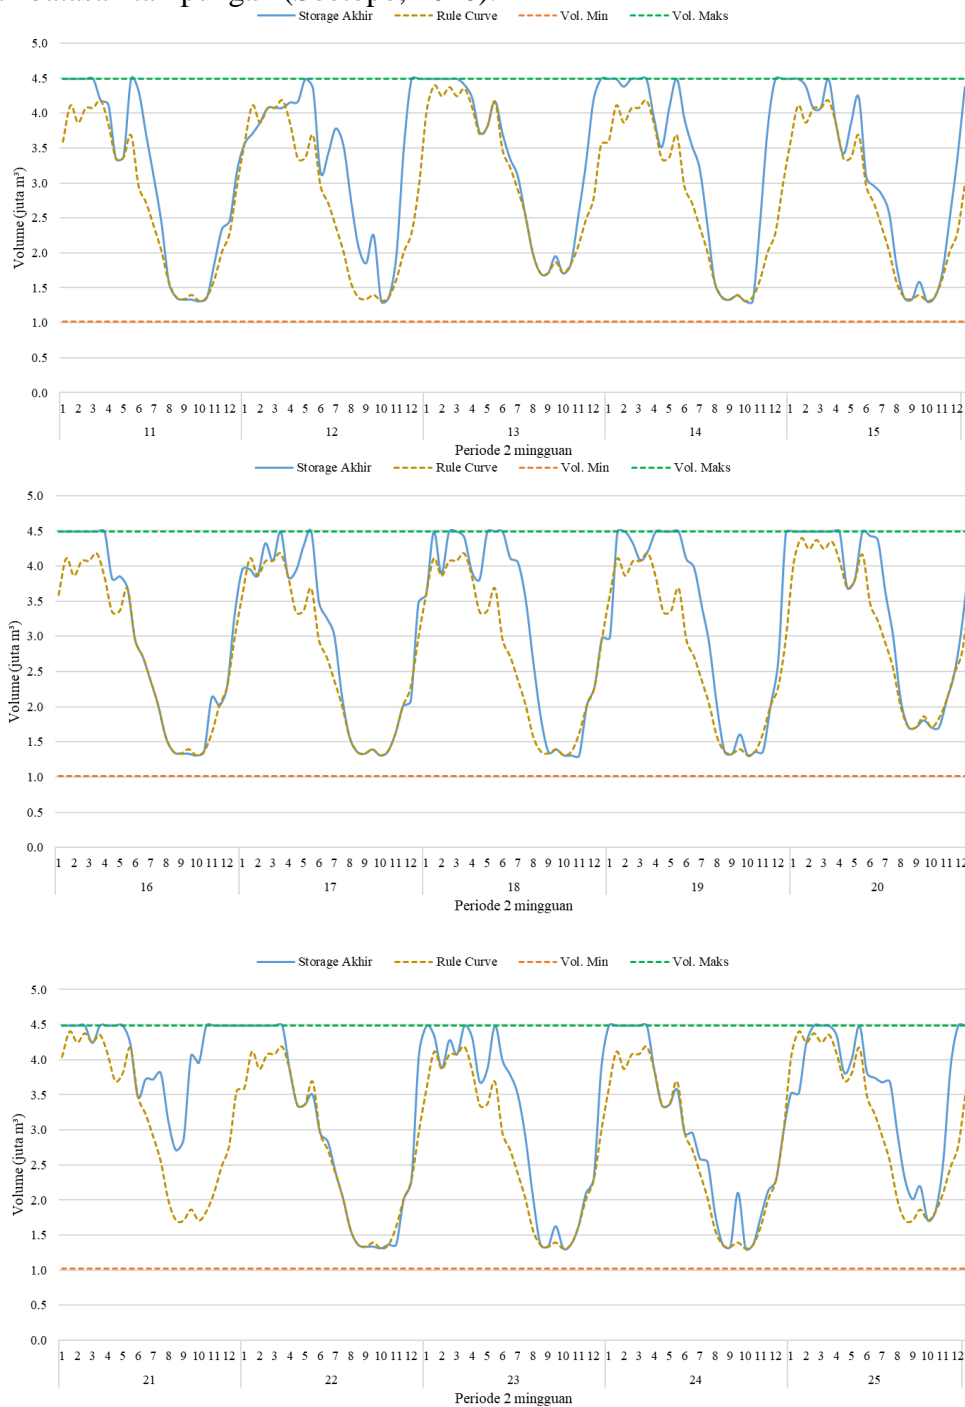 Storage Akhir Rule Curve Vol. Min Vol. Maks
5.0
4.5
4.0
3.5
3.0
2.5
2.0
1.5
1.0
0.5
0.0
Volume (juta m³)
1 2 3 4 5 6 7 8 9 10 11 12 1 2 3 4 5 6 7 8 9 10 11 12 1 2 3 4 5 6 7 8 9 10 11 12 1 2 3 4 5 6 7 8 9 10 11 12 1 2 3 4 5 6 7 8 9 10 11 12
11 12 13 14 15
Periode 2 mingguan
Storage Akhir Rule Curve Vol. Min Vol. Maks
5.0
4.5
4.0
3.5
3.0
2.5
2.0
1.5
1.0
0.5
0.0
Volume (juta m³)
1 2 3 4 5 6 7 8 9 10 11 12 1 2 3 4 5 6 7 8 9 10 11 12 1 2 3 4 5 6 7 8 9 10 11 12 1 2 3 4 5 6 7 8 9 10 11 12 1 2 3 4 5 6 7 8 9 10 11 12
16 17 18 19 20
Periode 2 mingguan
Storage Akhir Rule Curve Vol. Min Vol. Maks
5.0
4.5
4.0
3.5
3.0
2.5
2.0
1.5
1.0
0.5
0.0
Volume (juta m³)
1 2 3 4 5 6 7 8 9 10 11 12 1 2 3 4 5 6 7 8 9 10 11 12 1 2 3 4 5 6 7 8 9 10 11 12 1 2 3 4 5 6 7 8 9 10 11 12 1 2 3 4 5 6 7 8 9 10 11 12
21 22 23 24 25
Periode 2 mingguan